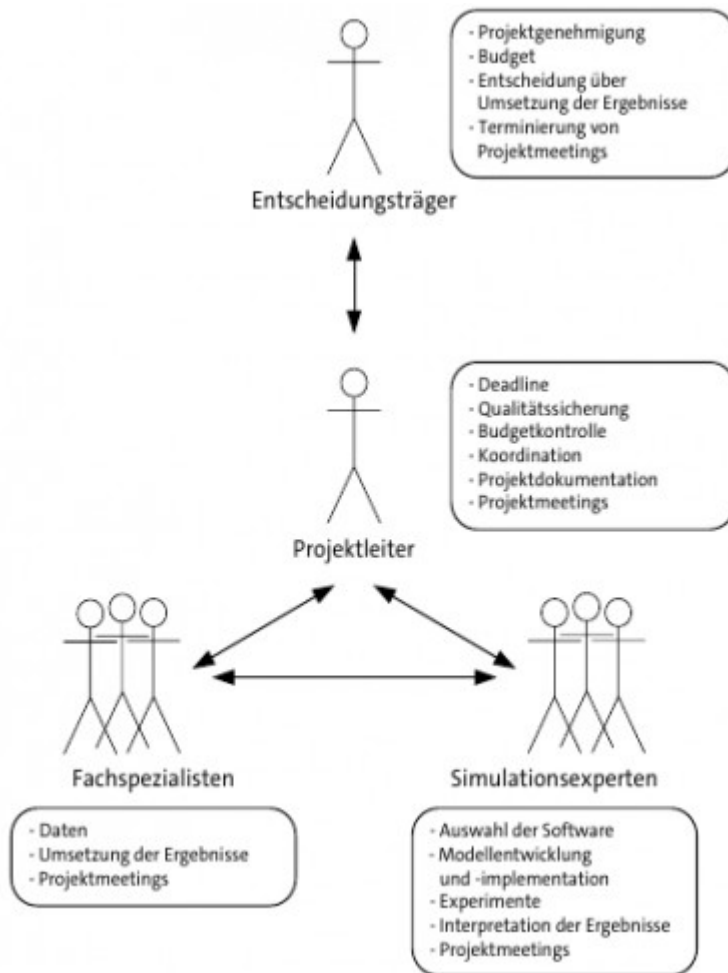 - Projektgenehmigung
- Budget
- Entscheidung über
Umsetzung der Ergebnisse
- Terminierung von
Projektmeetings
Entscheidungsträger
- Deadline
- Qualitätssicherung
- Budgetkontrolle
- Koordination
- Projektdokumentation
- Projektmeetings
Projektleiter
Fachspezialisten
- Daten
- Umsetzung der Ergebnisse
- Projektmeetings
Simulationsexperten
- Auswahl der Software
- Modellentwicklung
und -implementation
- Experimente
- Interpretation der Ergebnisse
- Projektmeetings